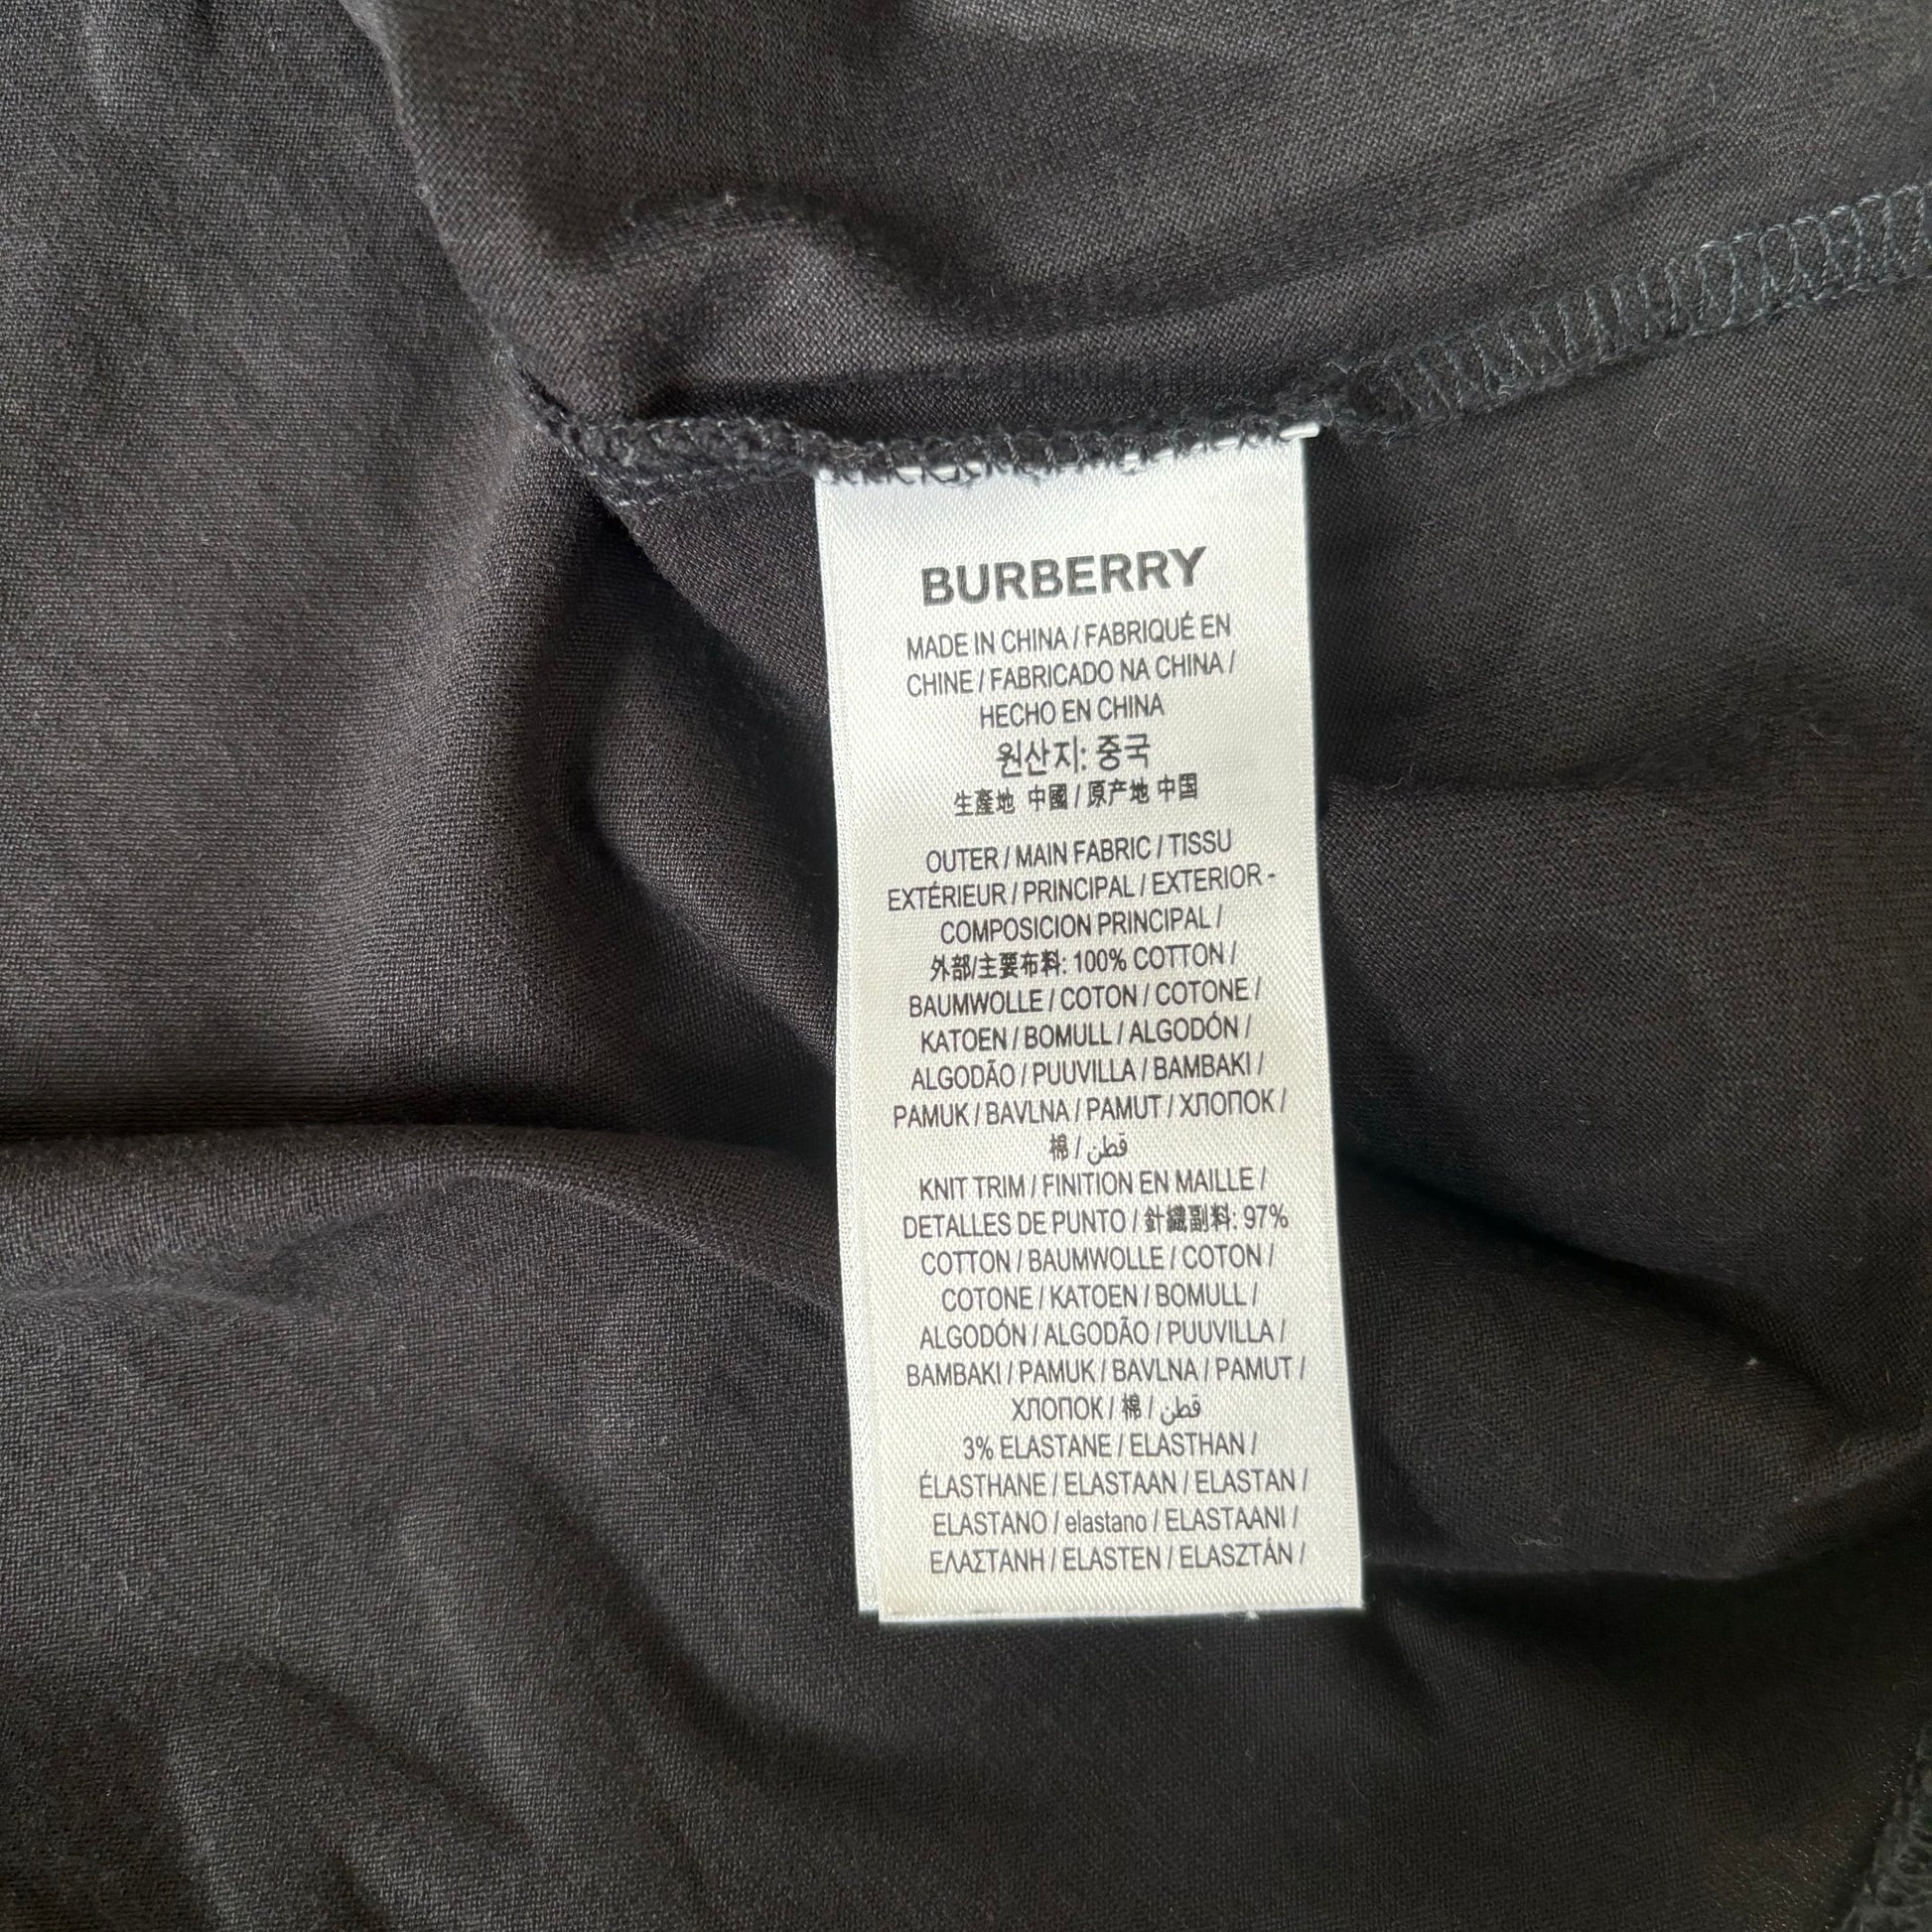 BURBERRY
MADE IN CHINA / FABRIQUÉ EN
CHINE / FABRICADO NA CHINA /
HECHO EN CHINA
원산지: 중국
生產地 中國 / 原产地 中国
OUTER / MAIN FABRIC / TISSU
EXTÉRIEUR / PRINCIPAL / EXTERIOR -
COMPOSICION PRINCIPAL /
外部/主要布料: 100% COTTON /
BAUMWOLLE / COTON / COTONE /
KATOEN / BOMULL / ALGODÓN /
ALGODÃO / PUUVILLA / BAMBAKI /
PAMUK / BAVLNA / PAMUT / ХЛОПОК /
棉 / قطن
KNIT TRIM / FINITION EN MAILLE /
DETALLES DE PUNTO / 針織副料: 97%
COTTON / BAUMWOLLE / COTON /
COTONE / KATOEN / BOMULL /
ALGODÓN / ALGODÃO / PUUVILLA /
BAMBAKI / PAMUK / BAVLNA / PAMUT /
ХЛОПОК / 棉 / قطن
3% ELASTANE / ELASTHAN /
ÉLASTHANE / ELASTAAN / ELASTAN /
ELASTANO / elastano / ELASTAANI /
ΕΛΑΣΤΑΝΗ / ELASTEN / ELASZTÁN /